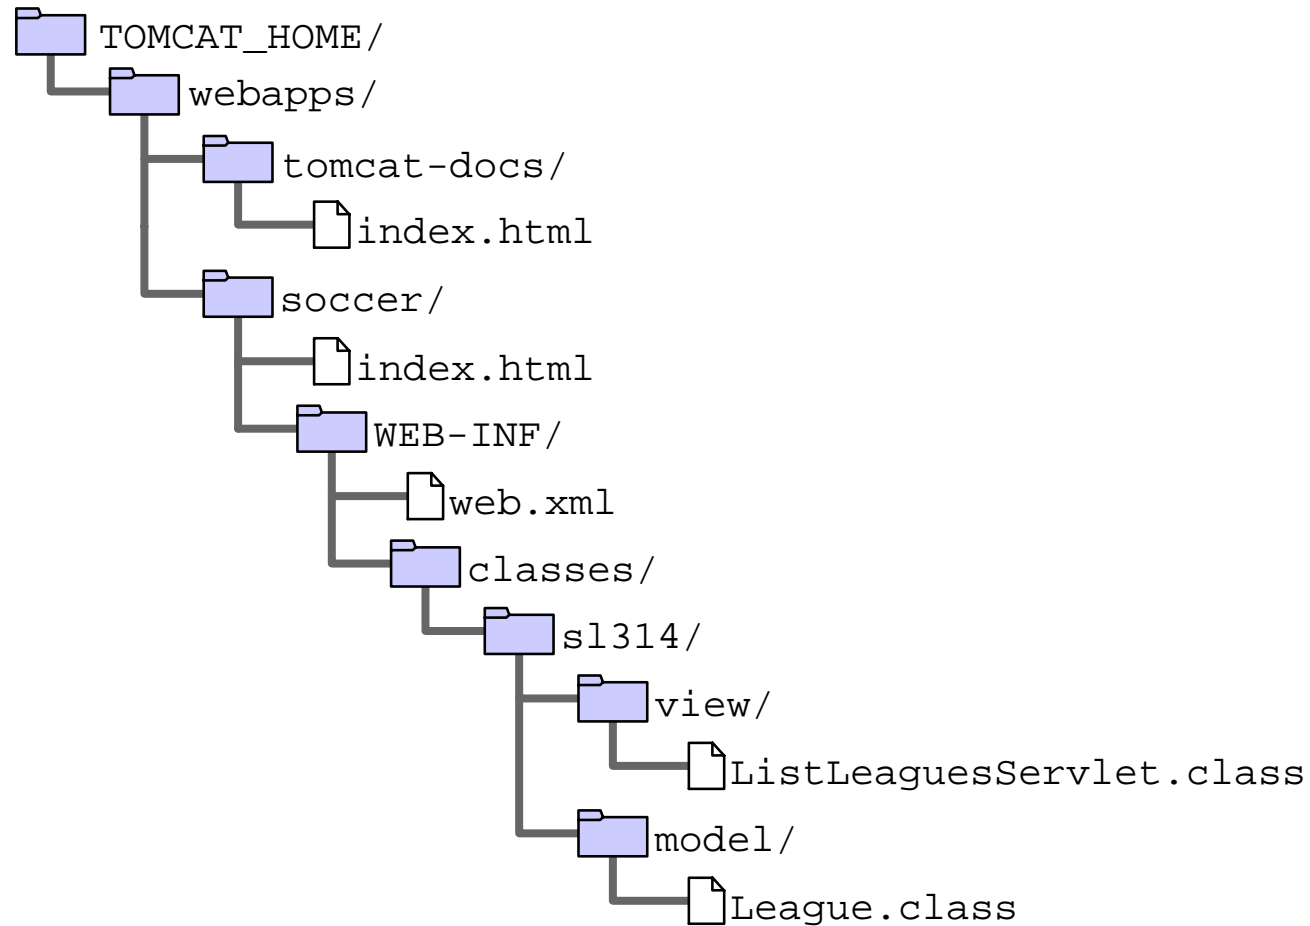 TOMCAT_HOME/
webapps/
tomcat-docs/
index.html
soccer/
index.html
WEB-INF/
web.xml
classes/
sl314/
view/
ListLeaguesServlet.class
model/
League.class